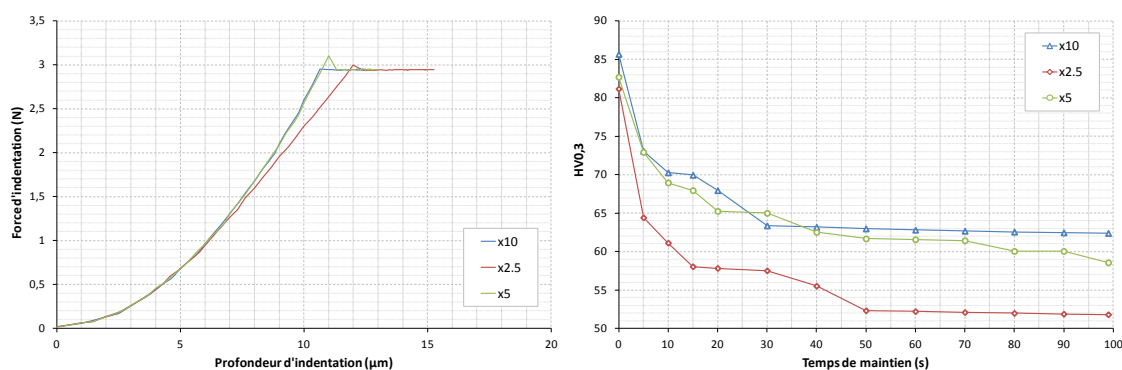 3,5
3
2,5
2
1,5
1
0,5
0
Force d'indentation (N)
0 5 10 15 20
Profondeur d'indentation (µm)
x10
x2.5
x5
90
85
80
75
70
65
60
55
50
HV0,3
0 10 20 30 40 50 60 70 80 90 100
Temps de maintien (s)
x10
x2.5
x5